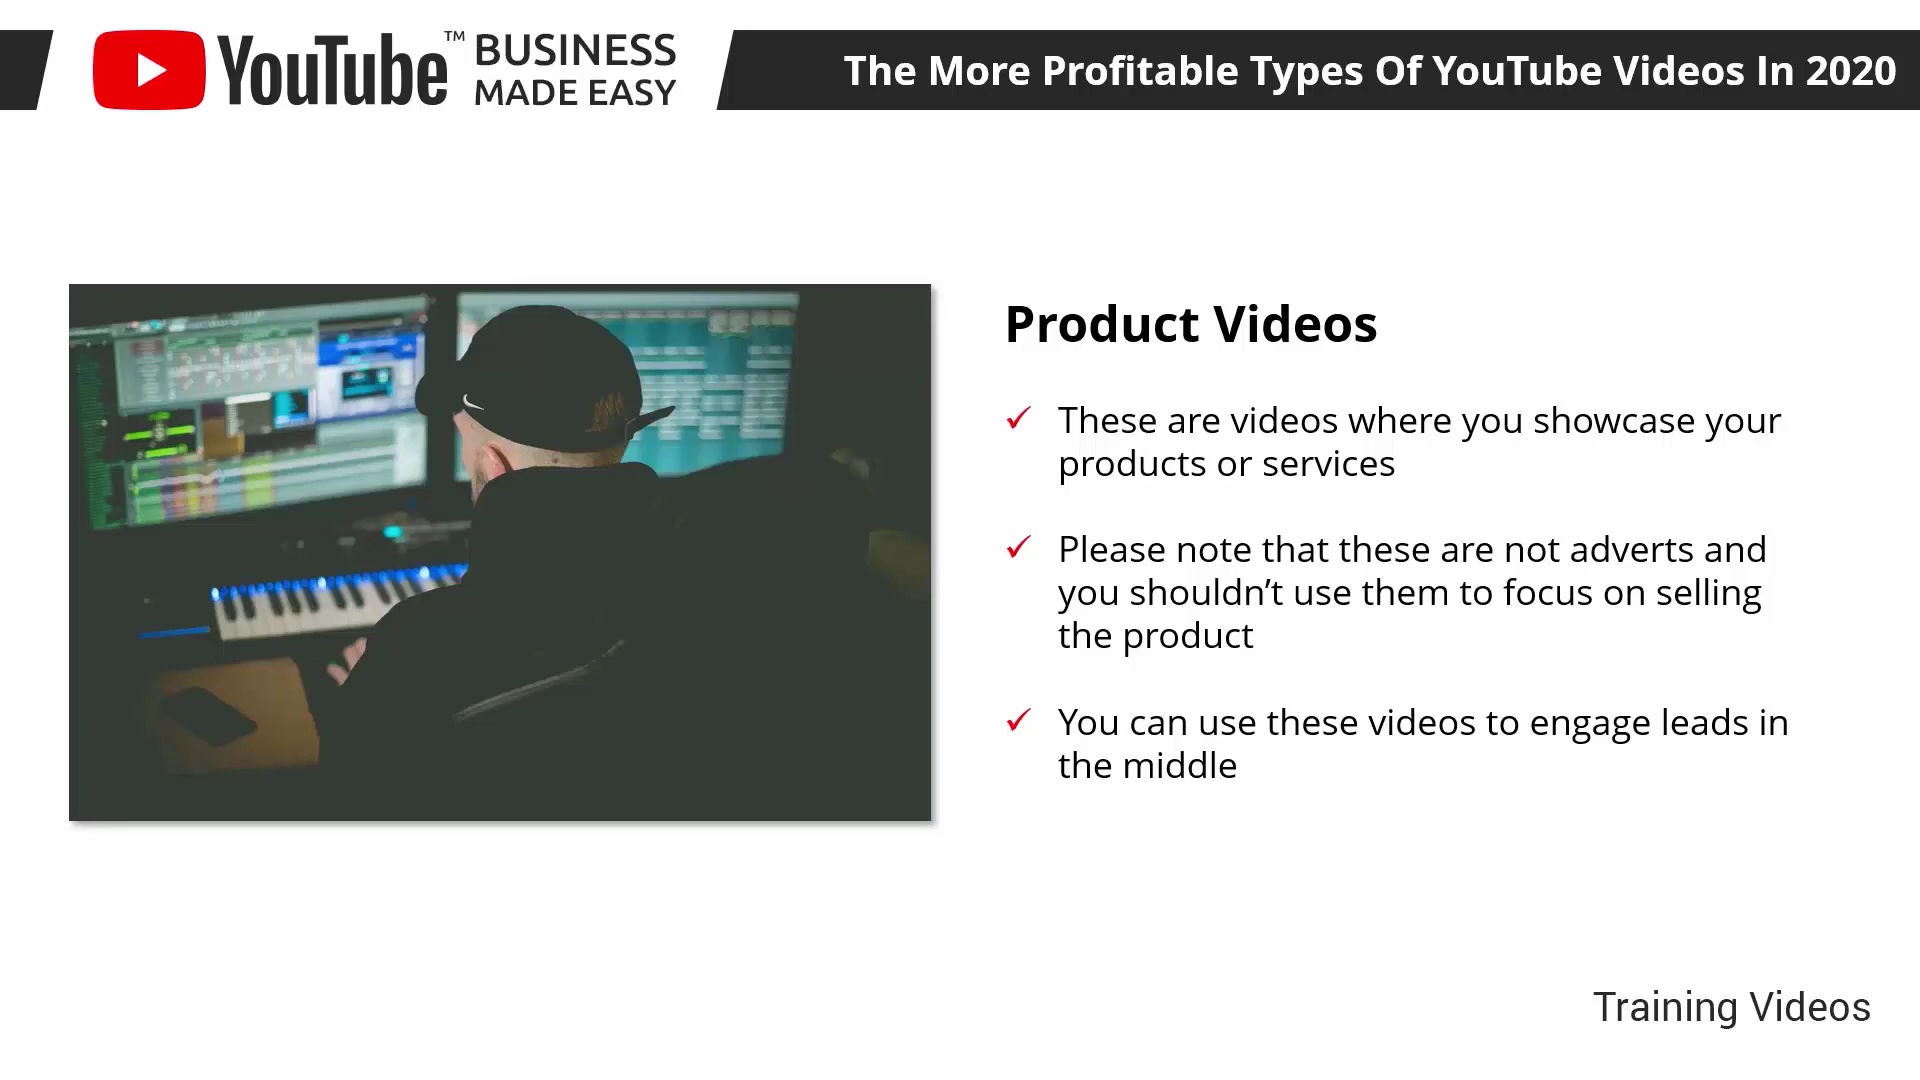 YouTube™ BUSINESS
MADE EASY
The More Profitable Types Of YouTube Videos In 2020
Product Videos
These are videos where you showcase your
products or services
Please note that these are not adverts and
you shouldn’t use them to focus on selling
the product
You can use these videos to engage leads in
the middle
Training Videos